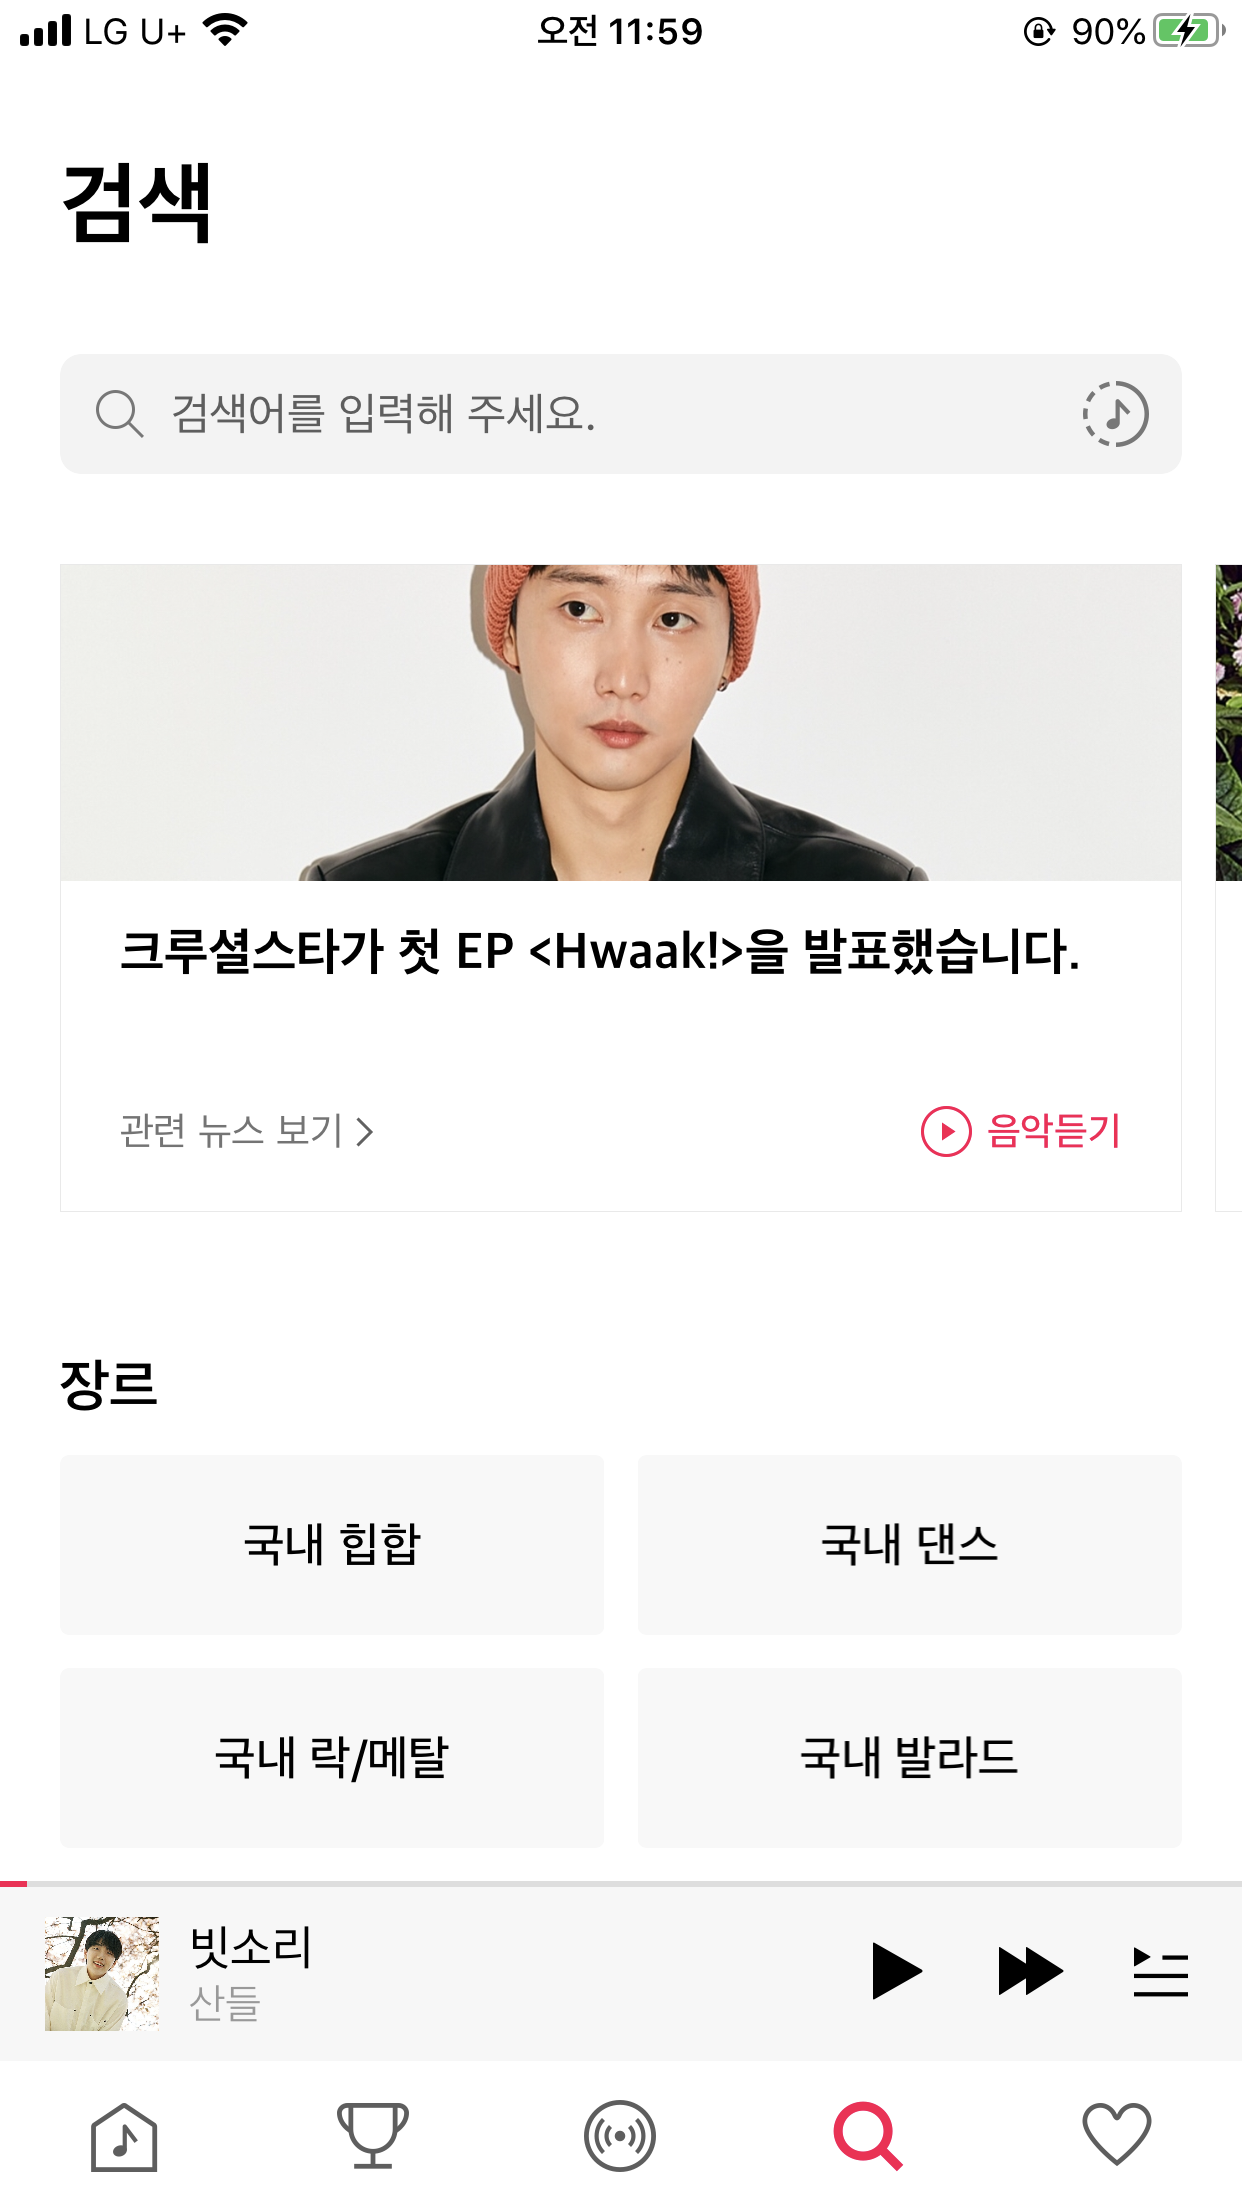 LG U+
오전 11:59
90%
검색
검색어를 입력해 주세요.
크루셜스타가 첫 EP <Hwaak!>을 발표했습니다.
관련 뉴스 보기
음악듣기
장르
국내 힙합
국내 댄스
국내 락/메탈
국내 발라드
빗소리
산들